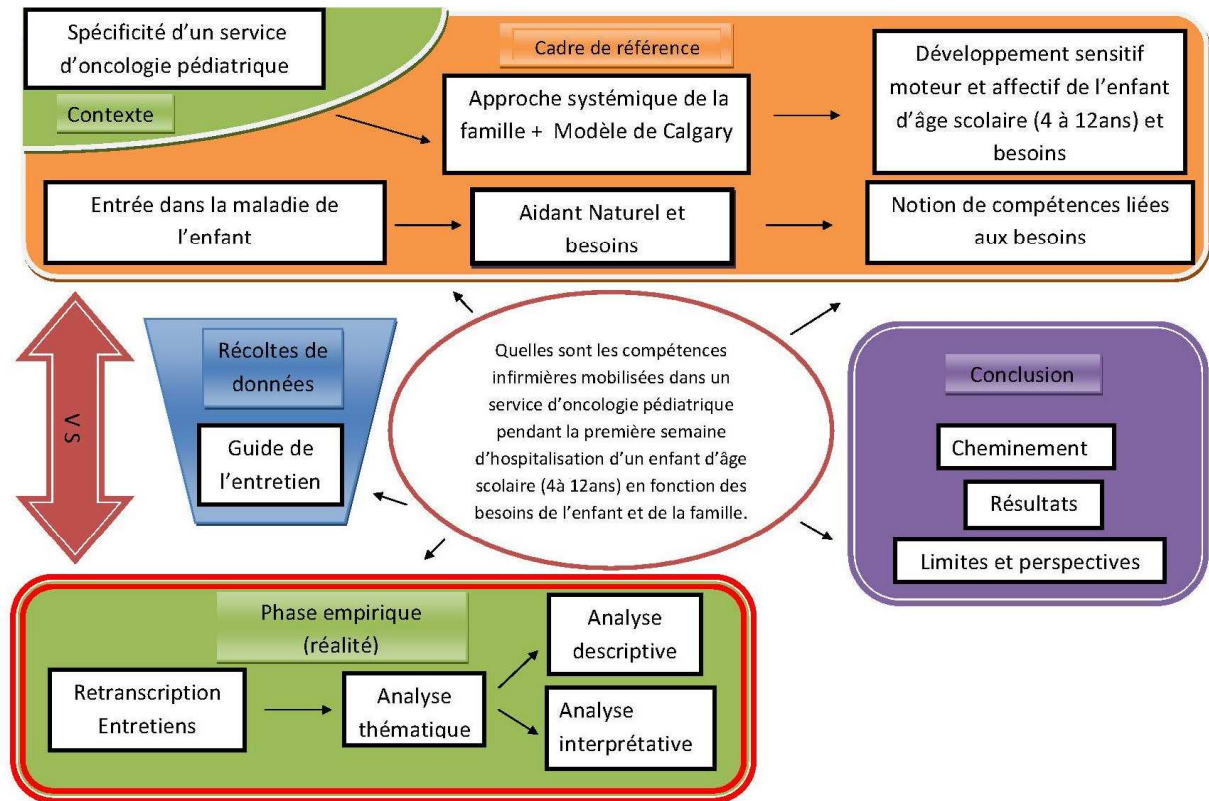 Spécificité d'un service
d'oncologie pédiatrique
Contexte
Cadre de référence
Approche systémique de la
famille + Modèle de Calgary
Développement sensitif
moteur et affectif de l'enfant
d'âge scolaire (4 à 12ans) et
besoins
Entrée dans la maladie de
l'enfant
Aidant Naturel et
besoins
Notion de compétences liées
aux besoins
V S
Récoltes de
données
Guide de
l'entretien
Quelles sont les compétences
infirmières mobilisées dans un
service d'oncologie pédiatrique
pendant la première semaine
d'hospitalisation d'un enfant d'âge
scolaire (4à 12ans) en fonction des
besoins de l'enfant et de la famille.
Conclusion
Cheminement
Résultats
Limites et perspectives
Phase empirique
(réalité)
Retranscription
Entretiens
Analyse
thématique
Analyse
descriptive
Analyse
interprétative